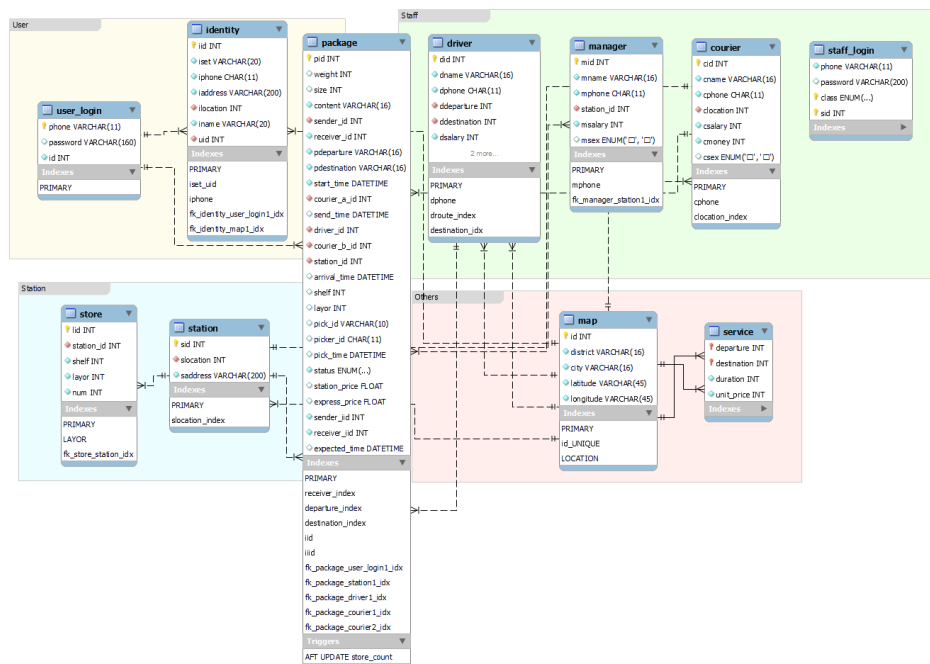 User
Staff
identity
iid INT
iset VARCHAR(20)
iphone CHAR(11)
iaddress VARCHAR(200)
ilocation INT
iname VARCHAR(20)
uid INT
Indexes
PRIMARY
iset_uid
iphone
fk_identity_user_login1_idx
fk_identity_map1_idx
user_login
phone VARCHAR(11)
password VARCHAR(160)
id INT
Indexes
PRIMARY
package
pid INT
weight INT
size INT
content VARCHAR(16)
sender_id INT
receiver_id INT
pdeparture VARCHAR(16)
pdestination VARCHAR(16)
start_time DATETIME
courier_a_id INT
send_time DATETIME
driver_id INT
courier_b_id INT
station_id INT
arrival_time DATETIME
shelf INT
layor INT
pick_id VARCHAR(10)
picker_id CHAR(11)
pick_time DATETIME
status ENUM(...)
station_price FLOAT
express_price FLOAT
sender_iid INT
receiver_iid INT
expected_time DATETIME
Indexes
PRIMARY
receiver_index
departure_index
destination_index
iid
iiid
fk_package_user_login1_idx
fk_package_station1_idx
fk_package_driver1_idx
fk_package_courier1_idx
fk_package_courier2_idx
Triggers
AFT UPDATE store_count
driver
did INT
dname VARCHAR(16)
dphone CHAR(11)
ddeparture INT
ddestination INT
dsalary INT
2 more...
Indexes
PRIMARY
dphone
droute_index
destination_idx
manager
mid INT
mname VARCHAR(16)
mphone CHAR(11)
station_id INT
msalary INT
msex ENUM('□', '□')
Indexes
PRIMARY
mphone
fk_manager_station1_idx
courier
cid INT
cname VARCHAR(16)
cphone CHAR(11)
clocation INT
csalary INT
cmoney INT
csex ENUM('□', '□')
Indexes
PRIMARY
cphone
clocation_index
staff_login
phone VARCHAR(11)
password VARCHAR(200)
class ENUM(...)
sid INT
Indexes
Station
store
lid INT
station_id INT
shelf INT
layor INT
num INT
Indexes
PRIMARY
LAYOR
fk_store_station_idx
station
sid INT
slocation INT
saddress VARCHAR(200)
Indexes
PRIMARY
slocation_index
Others
map
id INT
district VARCHAR(16)
city VARCHAR(16)
latitude VARCHAR(45)
longitude VARCHAR(45)
Indexes
PRIMARY
id_UNIQUE
LOCATION
service
departure INT
destination INT
duration INT
unit_price INT
Indexes